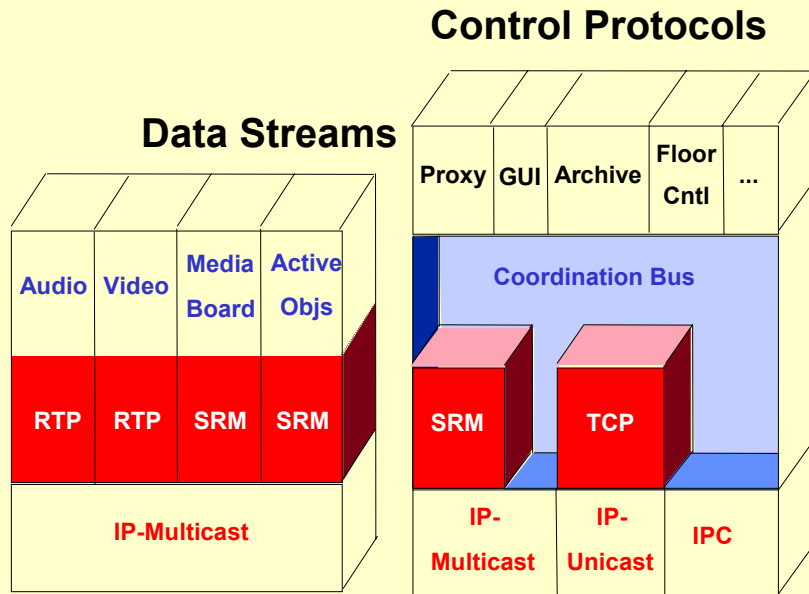 Control Protocols
Data Streams
Proxy GUI Archive Floor Cntl ...
Audio Video Media Board Active Objs
Coordination Bus
RTP RTP SRM SRM
SRM TCP
IP-Multicast
IP-
Multicast
IP-
Unicast
IPC